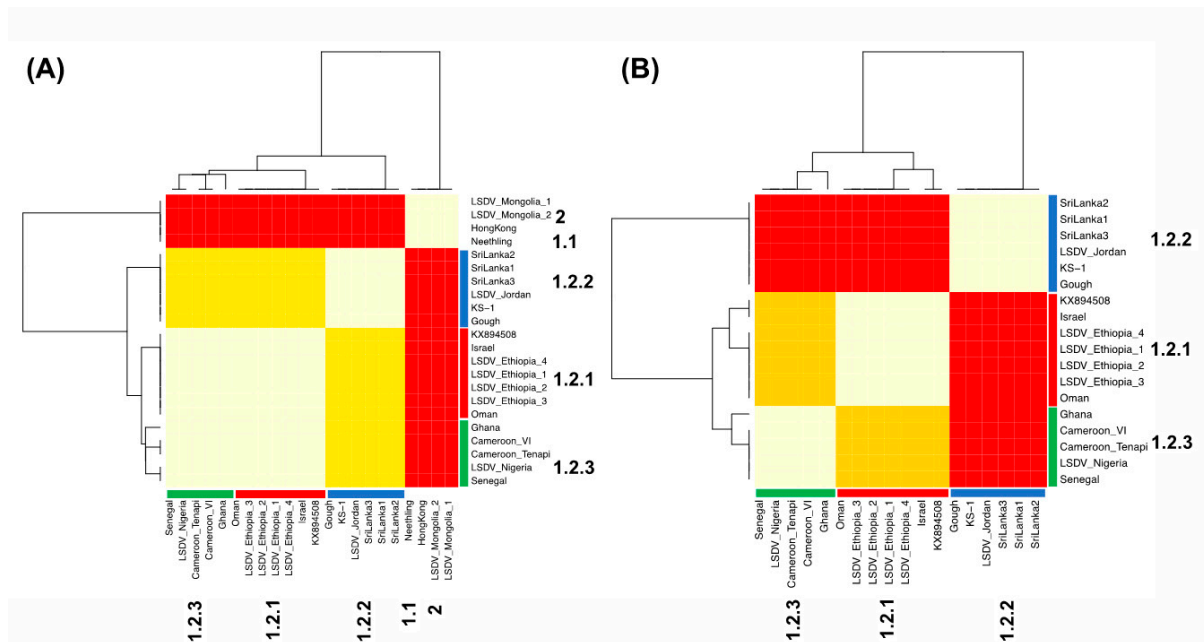 (A)
LSDV_Mongolia_1
LSDV_Mongolia_2
2
HongKong
Neethling
1.1
SriLanka2
SriLanka1
1.2.2
SriLanka3
LSDV_Jordan
KS-1
Gough
KX894508
Israel
LSDV_Ethiopia_4
LSDV_Ethiopia_1
1.2.1
LSDV_Ethiopia_2
LSDV_Ethiopia_3
Oman
Ghana
Cameroon_VI
Cameroon_Tenapi
1.2.3
LSDV_Nigeria
Senegal
Senegal
LSDV_Nigeria
Cameroon_Tenapi
Cameroon_VI
Ghana
Oman
LSDV_Ethiopia_3
LSDV_Ethiopia_2
LSDV_Ethiopia_1
LSDV_Ethiopia_4
Israel
KX894508
Gough
KS-1
LSDV_Jordan
SriLanka3
SriLanka1
SriLanka2
Neethling
HongKong
LSDV_Mongolia_2
LSDV_Mongolia_1
1.2.3
1.2.1
1.2.2
1.1
2
(B)
SriLanka2
SriLanka1
SriLanka3
1.2.2
LSDV_Jordan
KS-1
Gough
KX894508
Israel
LSDV_Ethiopia_4
LSDV_Ethiopia_1
1.2.1
LSDV_Ethiopia_2
LSDV_Ethiopia_3
Oman
Ghana
Cameroon_VI
Cameroon_Tenapi
1.2.3
LSDV_Nigeria
Senegal
Senegal
LSDV_Nigeria
Cameroon_Tenapi
Cameroon_VI
Ghana
Oman
LSDV_Ethiopia_3
LSDV_Ethiopia_2
LSDV_Ethiopia_1
LSDV_Ethiopia_4
Israel
KX894508
Gough
KS-1
LSDV_Jordan
SriLanka3
SriLanka1
SriLanka2
1.2.3
1.2.1
1.2.2